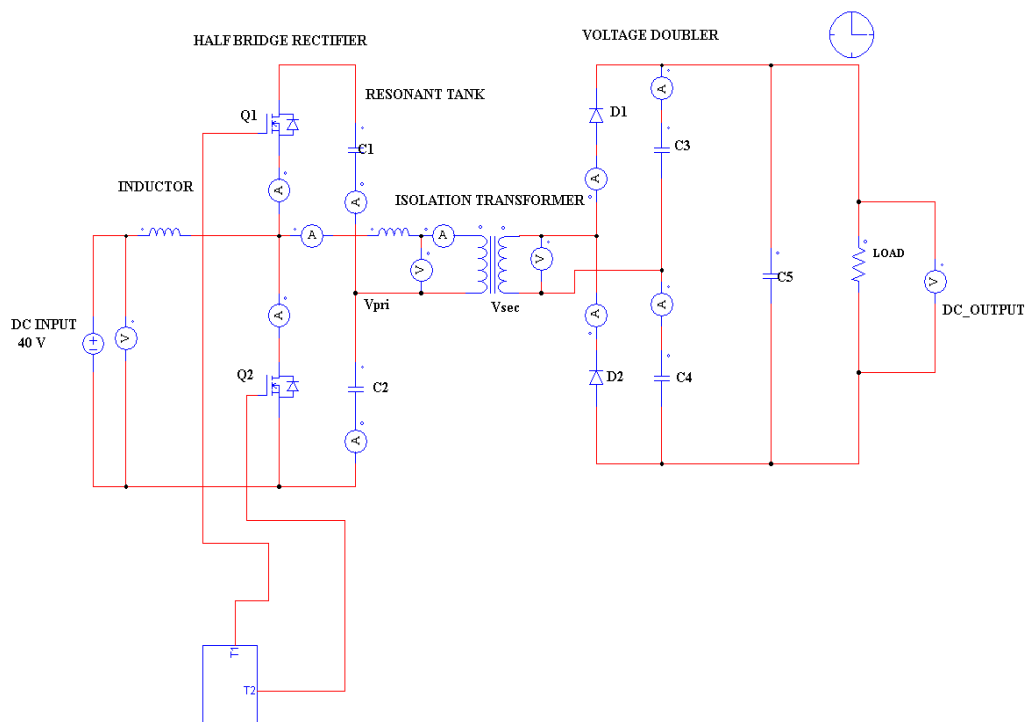 HALF BRIDGE RECTIFIER
VOLTAGE DOUBLER
RESONANT TANK
Q1
C1
A
A
INDUCTOR
ISOLATION TRANSFORMER
A
A
V
Vpri
Vsec
V
D1
A
A
C3
DC INPUT
40 V
V
A
Q2
C2
A
A
D2
A
C4
C5
LOAD
V
DC_OUTPUT
T1
T2